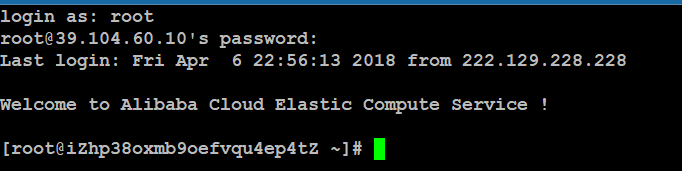 login as: root
root@39.104.60.10's password:
Last login: Fri Apr  6 22:56:13 2018 from 222.129.228.228
Welcome to Alibaba Cloud Elastic Compute Service !
[root@iZhp38oxmb9oefvqu4ep4tZ ~]#